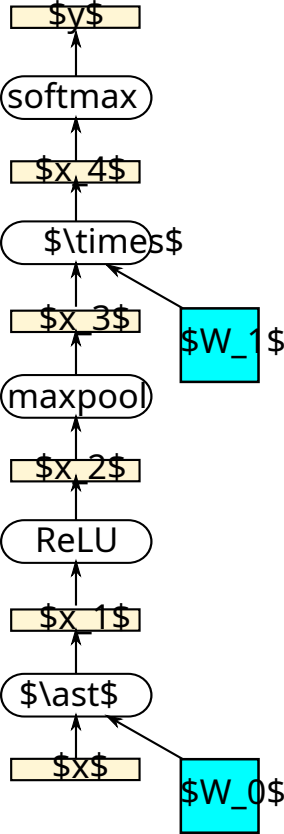 $y$
softmax
$x_4$
$\times$
$x_3$
$W_1$
maxpool
$x_2$
ReLU
$x_1$
$\ast$
$x$
$W_0$